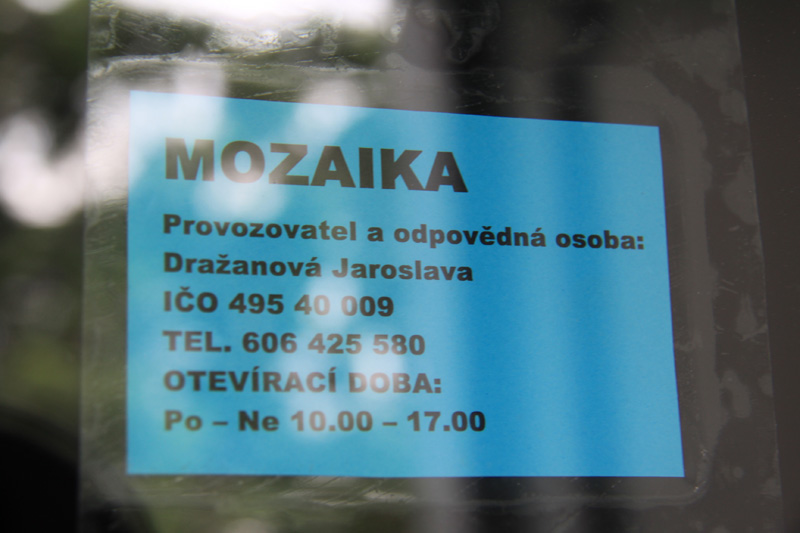 MOZAIKA
Provozovatel a odpovědná osoba:
Dražanová Jaroslava
IČO 495 40 009
TEL. 606 425 580
OTEVÍRACÍ DOBA:
Po – Ne 10.00 – 17.00